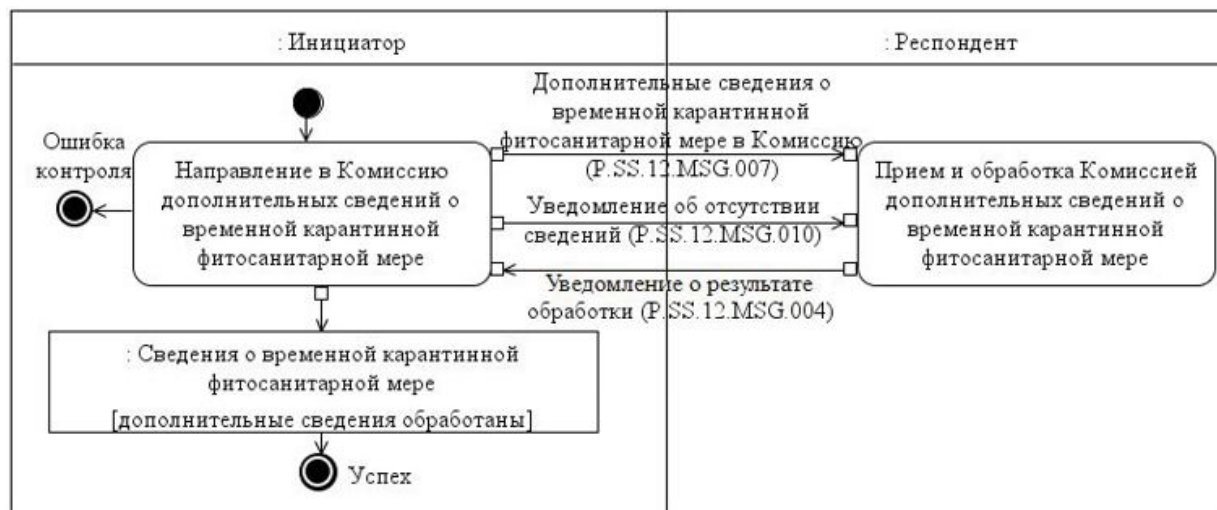 : Инициатор
: Респондент
Ошибка
контроля
Направление в Комиссию
дополнительных сведений о
временной карантинной
фитосанитарной мере
Дополнительные сведения о
временной карантинной
фитосанитарной мере в Комиссию
(P.SS.12.MSG.007)
Уведомление об отсутствии
сведений (P.SS.12.MSG.010)
Уведомление о результате
обработки (P.SS.12.MSG.004)
Прием и обработка Комиссией
дополнительных сведений о
временной карантинной
фитосанитарной мере
: Сведения о временной карантинной
фитосанитарной мере
[дополнительные сведения обработаны]
Успех